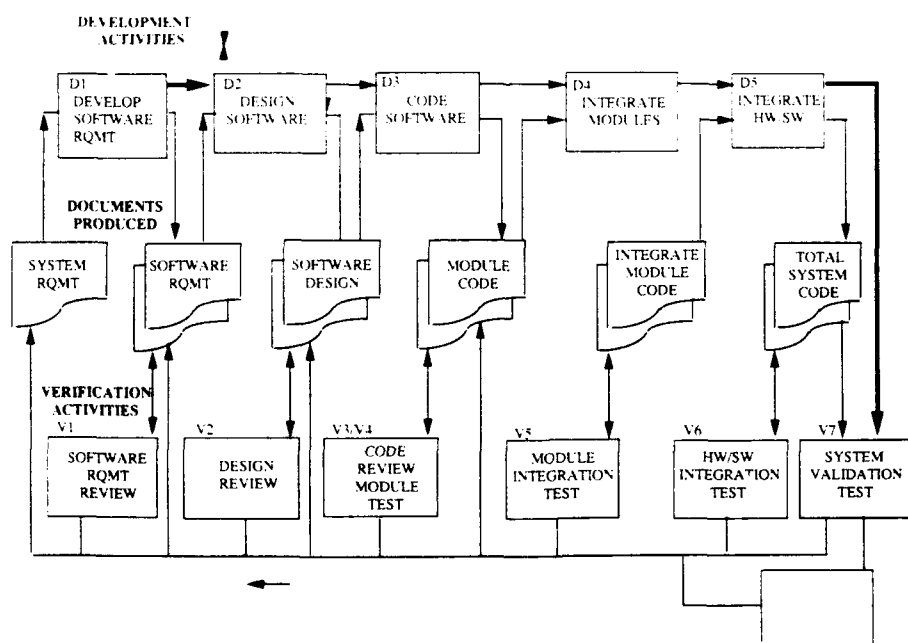 DEVELOPMENT
ACTIVITIES
D1
DEVELOP
SOFTWARE
RQMT
D2
DESIGN
SOFTWARE
D3
CODE
SOFTWARE
D4
INTEGRATE
MODULES
D5
INTEGRATE
HW/SW
DOCUMENTS
PRODUCED
SYSTEM
RQMT
SOFTWARE
RQMT
SOFTWARE
DESIGN
MODULE
CODE
INTEGRATE
MODULE
CODE
TOTAL
SYSTEM
CODE
VERIFICATION
ACTIVITIES
V1
SOFTWARE
RQMT
REVIEW
V2
DESIGN
REVIEW
V3/V4
CODE
REVIEW
MODULE
TEST
V5
MODULE
INTEGRATION
TEST
V6
HW/SW
INTEGRATION
TEST
V7
SYSTEM
VALIDATION
TEST